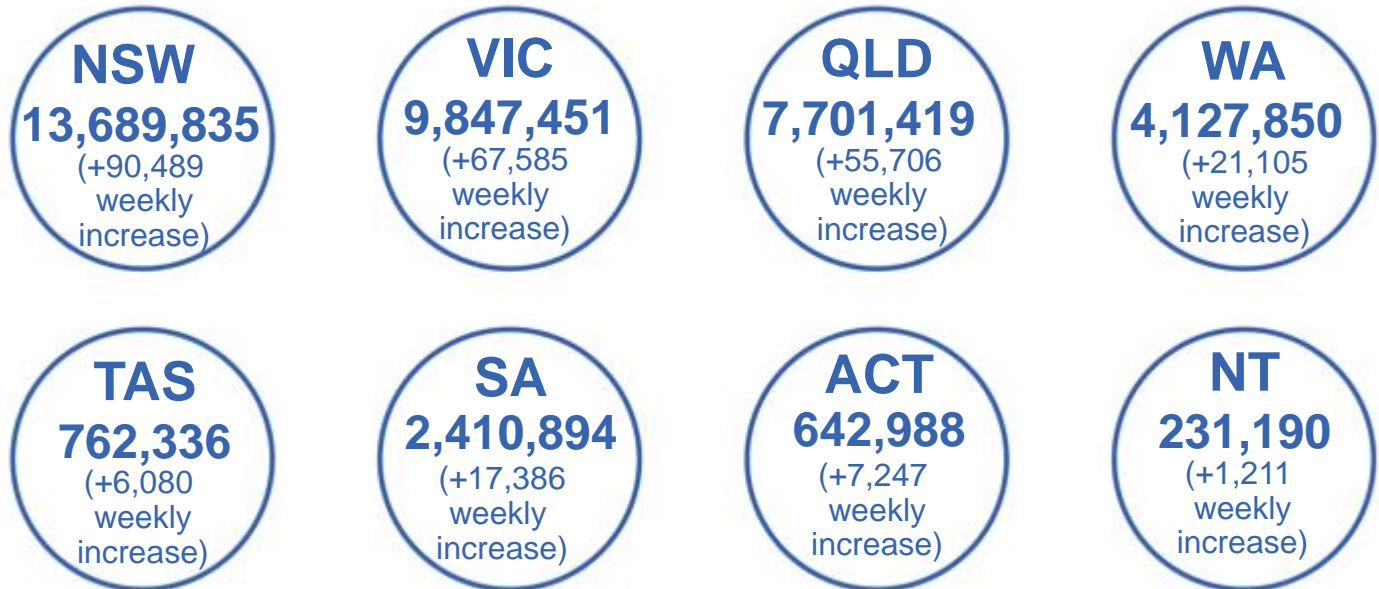 NSW
13,689,835
(+90,489
weekly
increase)
VIC
9,847,451
(+67,585
weekly
increase)
QLD
7,701,419
(+55,706
weekly
increase)
WA
4,127,850
(+21,105
weekly
increase)
TAS
762,336
(+6,080
weekly
increase)
SA
2,410,894
(+17,386
weekly
increase)
ACT
642,988
(+7,247
weekly
increase)
NT
231,190
(+1,211
weekly
increase)